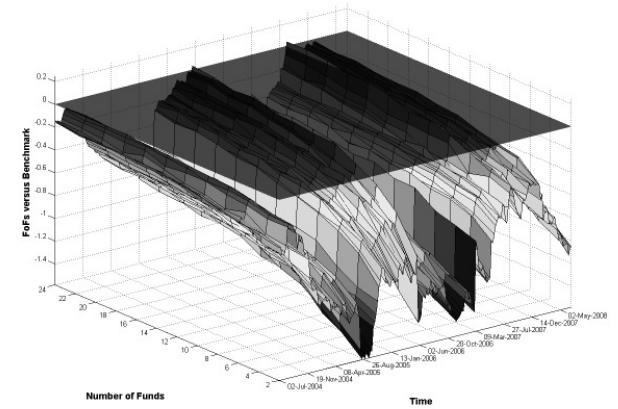 0.2
0
-0.2
-0.4
-0.6
-0.8
-1
-1.2
-1.4
FoFs versus Benchmark
24
22
20
18
16
14
12
10
8
6
4
2
Number of Funds
02-Jul-2004
19-Nov-2004
08-Apr-2005
26-Aug-2005
13-Jan-2006
02-Jun-2006
20-Oct-2006
09-Mar-2007
27-Jul-2007
14-Dec-2007
02-May-2008
Time